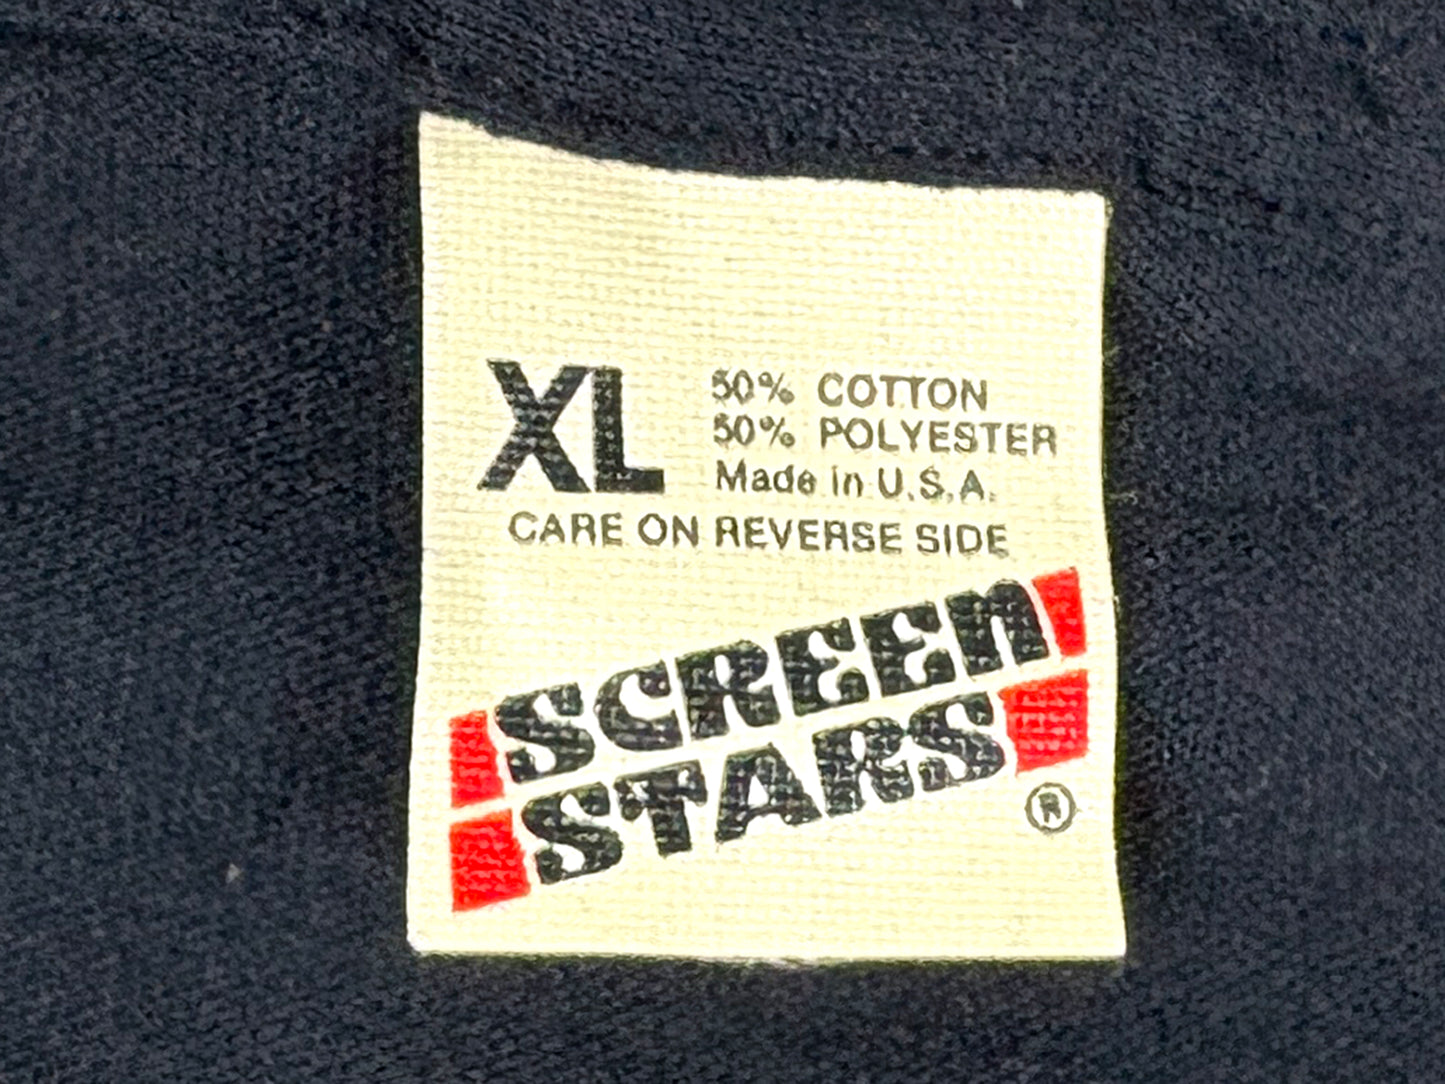 XL
50% COTTON
50% POLYESTER
Made in U.S.A.
CARE ON REVERSE SIDE
SCREEN
STARS
®